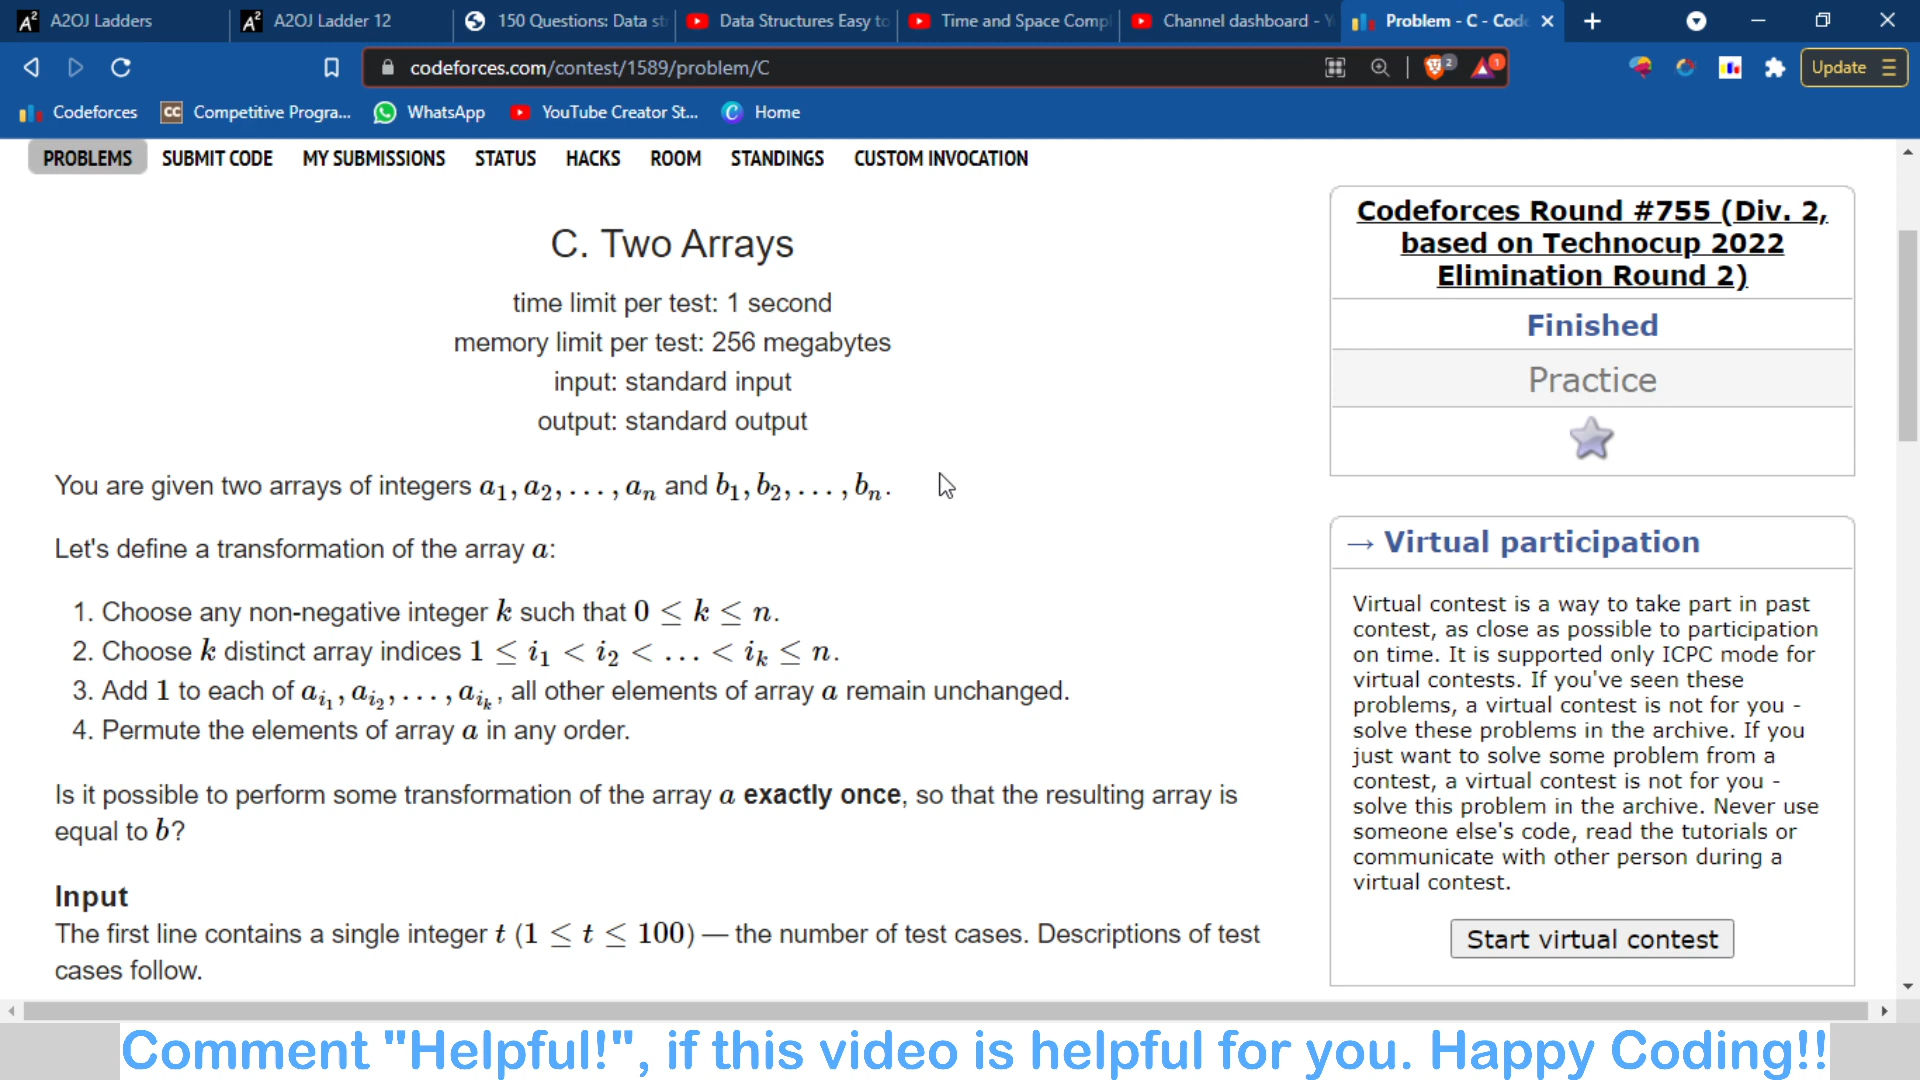 A2OJ Ladders
A2OJ Ladder 12
150 Questions: Data st
Data Structures Easy to
Time and Space Compl
Channel dashboard - Y
Problem - C - Code
codeforces.com/contest/1589/problem/C
2
1
Update
Codeforces
CC Competitive Progra...
WhatsApp
YouTube Creator St...
Home
PROBLEMS SUBMIT CODE MY SUBMISSIONS STATUS HACKS ROOM STANDINGS CUSTOM INVOCATION
C. Two Arrays
time limit per test: 1 second
memory limit per test: 256 megabytes
input: standard input
output: standard output
You are given two arrays of integers a₁, a₂, …, aₙ and b₁, b₂, …, bₙ.
Let's define a transformation of the array a:
1. Choose any non-negative integer k such that 0 ≤ k ≤ n.
2. Choose k distinct array indices 1 ≤ i₁ < i₂ < … < iₖ ≤ n.
3. Add 1 to each of a_{i₁}, a_{i₂}, …, a_{iₖ}, all other elements of array a remain unchanged.
4. Permute the elements of array a in any order.
Is it possible to perform some transformation of the array a exactly once, so that the resulting array is
equal to b?
Input
The first line contains a single integer t (1 ≤ t ≤ 100) — the number of test cases. Descriptions of test
cases follow.
Codeforces Round #755 (Div. 2,
based on Technocup 2022
Elimination Round 2)
Finished
Practice
→ Virtual participation
Virtual contest is a way to take part in past
contest, as close as possible to participation
on time. It is supported only ICPC mode for
virtual contests. If you've seen these
problems, a virtual contest is not for you -
solve these problems in the archive. If you
just want to solve some problem from a
contest, a virtual contest is not for you -
solve this problem in the archive. Never use
someone else's code, read the tutorials or
communicate with other person during a
virtual contest.
Start virtual contest
Comment "Helpful!", if this video is helpful for you. Happy Coding!!